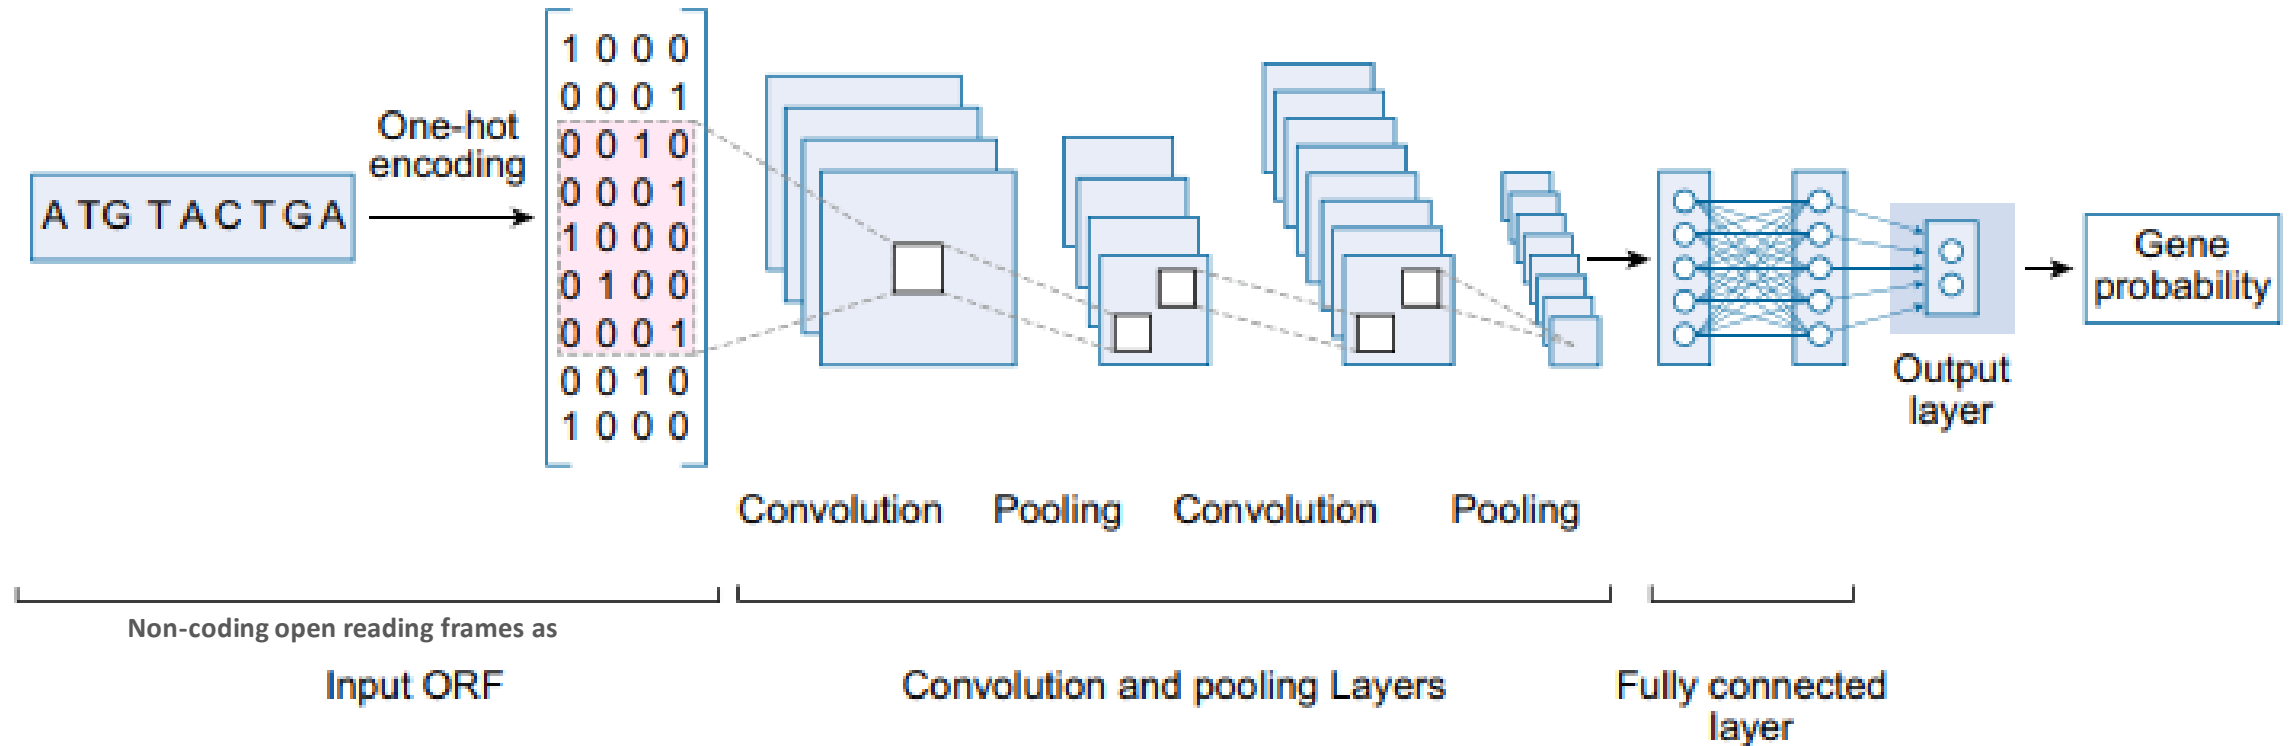 ATG TACTGA
One-hot
encoding
1 0 0 0
0 0 0 1
0 0 1 0
0 0 0 1
1 0 0 0
0 1 0 0
0 0 0 1
0 0 1 0
1 0 0 0
Output
layer
Gene
probability
Convolution Pooling Convolution Pooling
Non-coding open reading frames as
Input ORF
Convolution and pooling Layers
Fully connected
layer